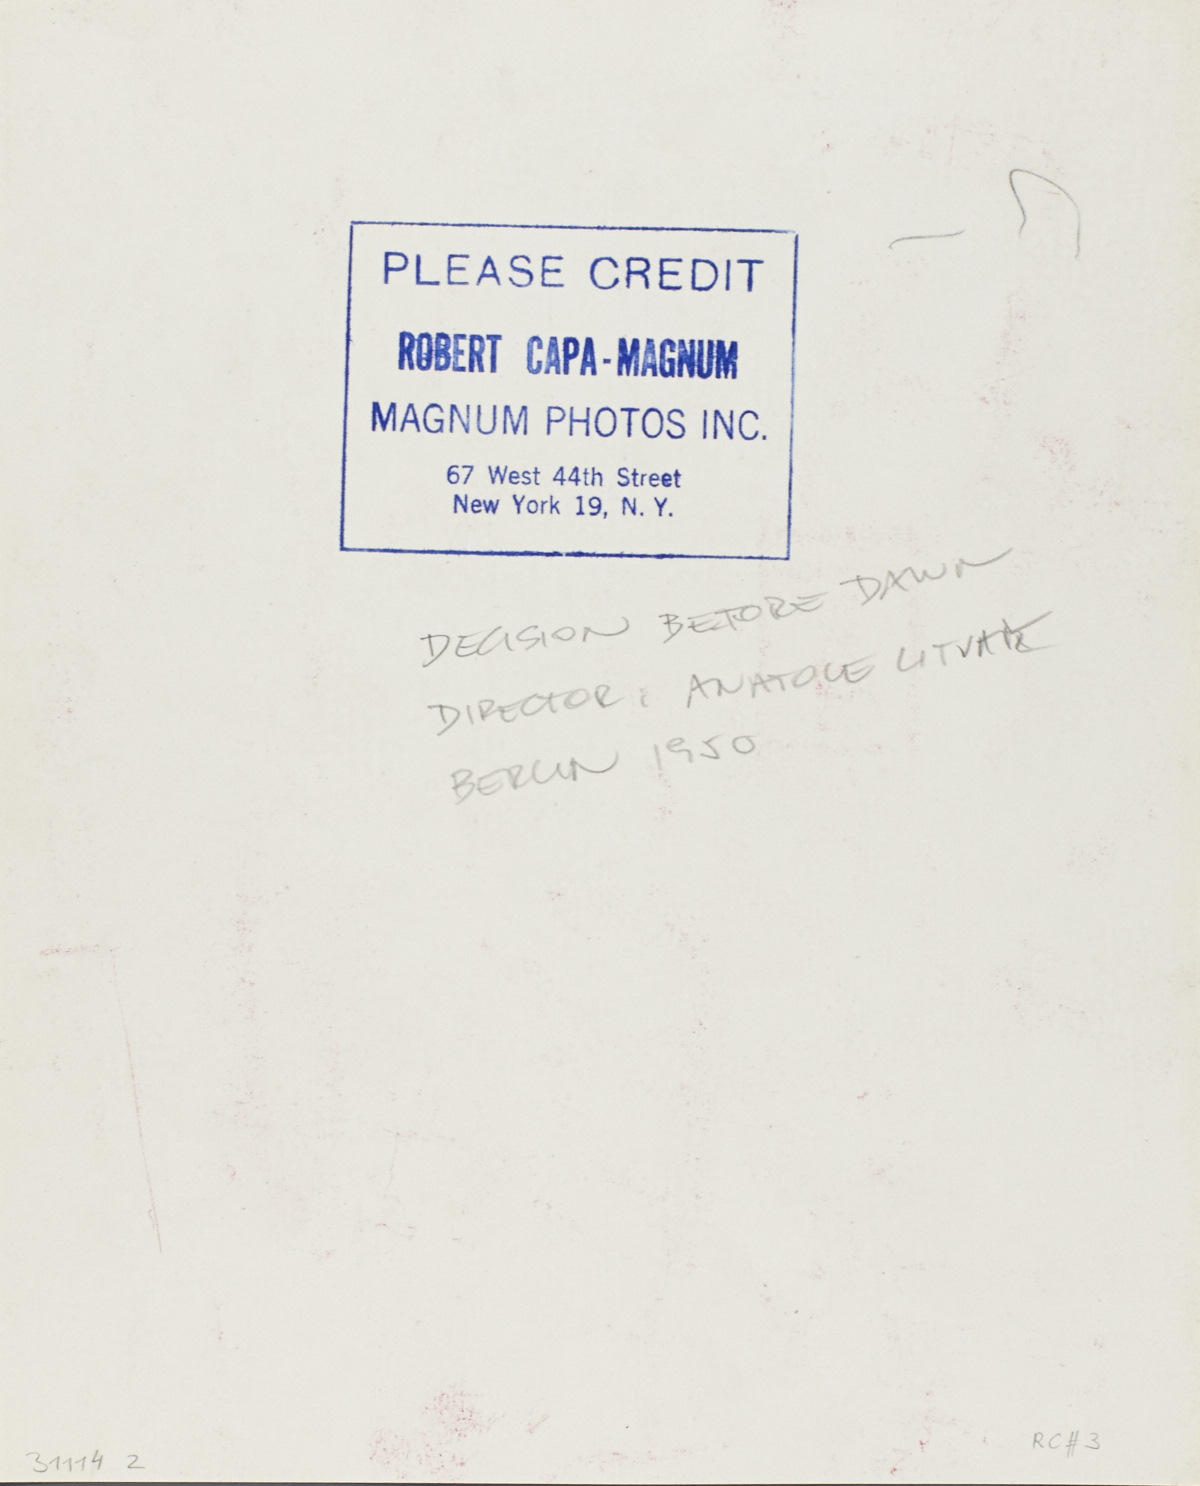 PLEASE CREDIT
ROBERT CAPA-MAGNUM
MAGNUM PHOTOS INC.
67 West 44th Street
New York 19, N. Y.
DECISION BEFORE DAWN
DIRECTOR: ANATOLE LITVAK
BERLIN 1950
31114 2
RC#3